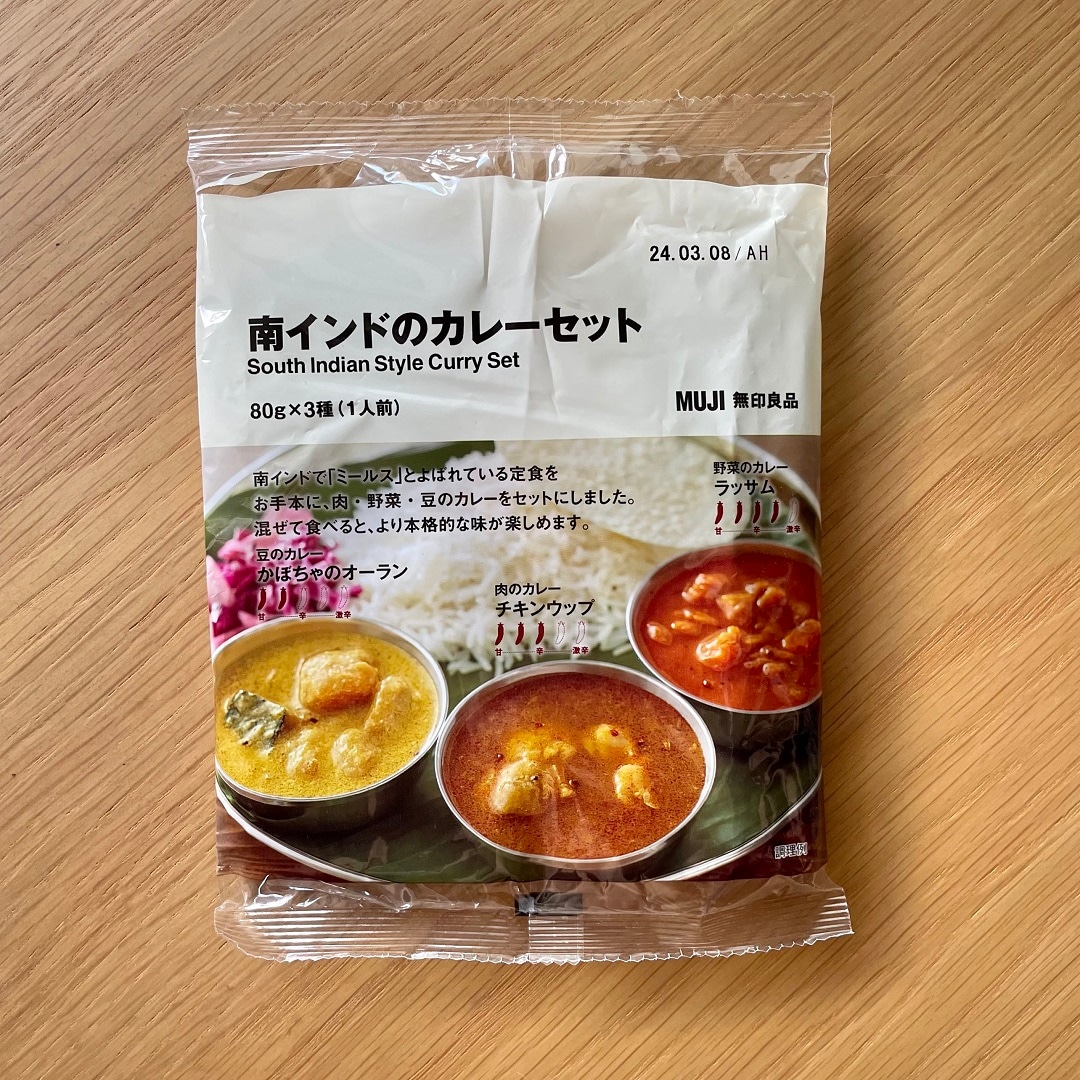 24.03.08/AH
南インドのカレーセット
South Indian Style Curry Set
80g×3種(1人前)
MUJI 無印良品
南インドで「ミールス」とよばれている定食を
お手本に、肉・野菜・豆のカレーをセットにしました。
混ぜて食べると、より本格的な味が楽しめます。
野菜のカレー
ラッサム
甘 辛 激辛
豆のカレー
かぼちゃのオーラン
甘 辛 激辛
肉のカレー
チキンウップ
甘 辛 激辛
調理例